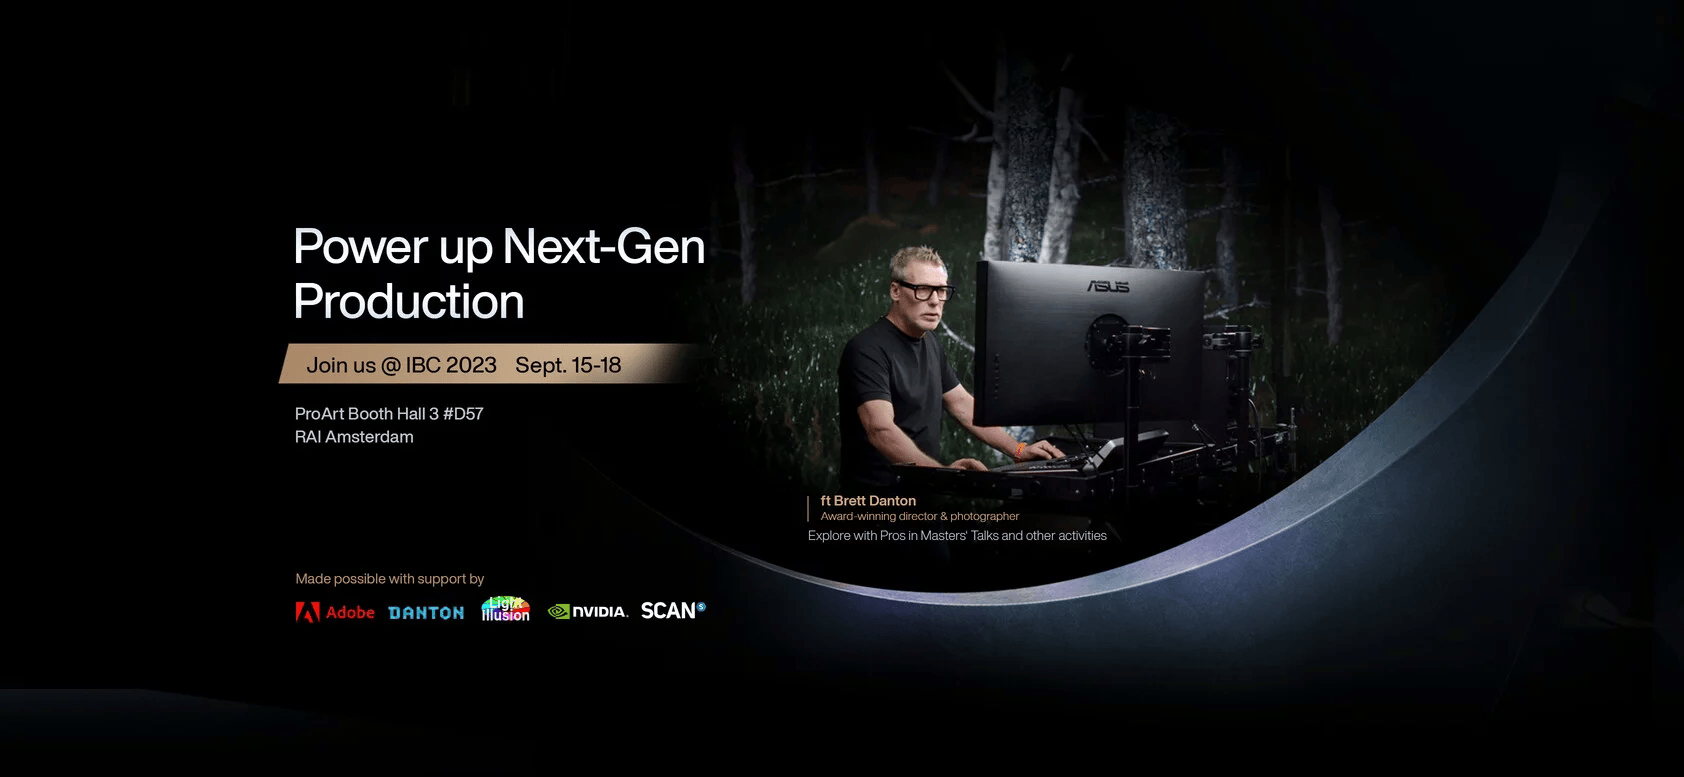 Power up Next-Gen
Production
Join us @ IBC 2023 Sept. 15-18
ProArt Booth Hall 3 #D57
RAI Amsterdam
ASUS
ft Brett Danton
Award-winning director & photographer
Explore with Pros in Masters' Talks and other activities
Made possible with support by
Adobe DANTON Light Illusion NVIDIA. SCAN S